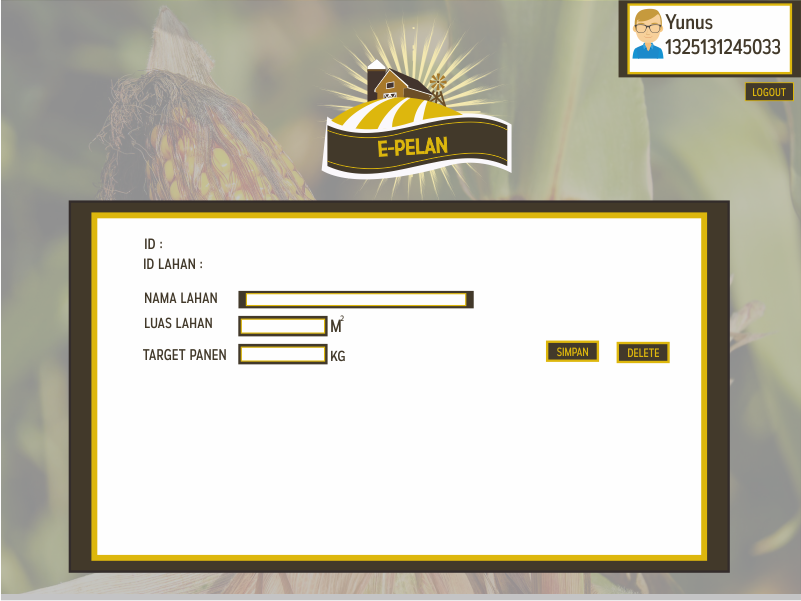 Yunus
1325131245033
LOGOUT
E-PELAN
ID :
ID LAHAN :
NAMA LAHAN
LUAS LAHAN M²
TARGET PANEN KG
SIMPAN DELETE